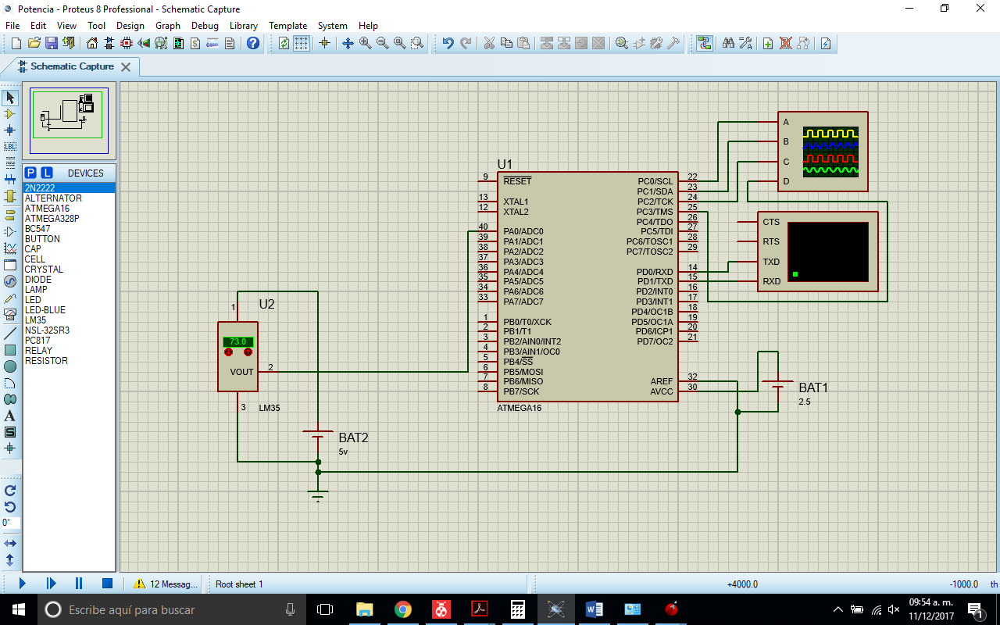 Potencia - Proteus 8 Professional - Schematic Capture
File Edit View Tool Design Graph Debug Library Template System Help
Schematic Capture
P L DEVICES
2N2222
ALTERNATOR
ATMEGA16
ATMEGA328P
BC547
BUTTON
CAP
CELL
CRYSTAL
DIODE
LAMP
LED
LED-BLUE
LM35
NSL-32SR3
PC817
RELAY
RESISTOR
LBL
A
S
0°
U2
1
73.0
VOUT
2
3
LM35
BAT2
5v
U1
9 RESET
13 XTAL1
12 XTAL2
40 PA0/ADC0
39 PA1/ADC1
38 PA2/ADC2
37 PA3/ADC3
36 PA4/ADC4
35 PA5/ADC5
34 PA6/ADC6
33 PA7/ADC7
1 PB0/T0/XCK
2 PB1/T1
3 PB2/AIN0/INT2
4 PB3/AIN1/OC0
5 PB4/SS
6 PB5/MOSI
7 PB6/MISO
8 PB7/SCK
PC0/SCL 22
PC1/SDA 23
PC2/TCK 24
PC3/TMS 25
PC4/TDO 26
PC5/TDI 27
PC6/TOSC1 28
PC7/TOSC2 29
PD0/RXD 14
PD1/TXD 15
PD2/INT0 16
PD3/INT1 17
PD4/OC1B 18
PD5/OC1A 19
PD6/ICP1 20
PD7/OC2 21
AREF 32
AVCC 30
ATMEGA16
A
B
C
D
CTS
RTS
TXD
RXD
BAT1
2.5
12 Messag... Root sheet 1 +4000.0 -1000.0 th
Escribe aquí para buscar
09:54 a. m.
11/12/2017
1